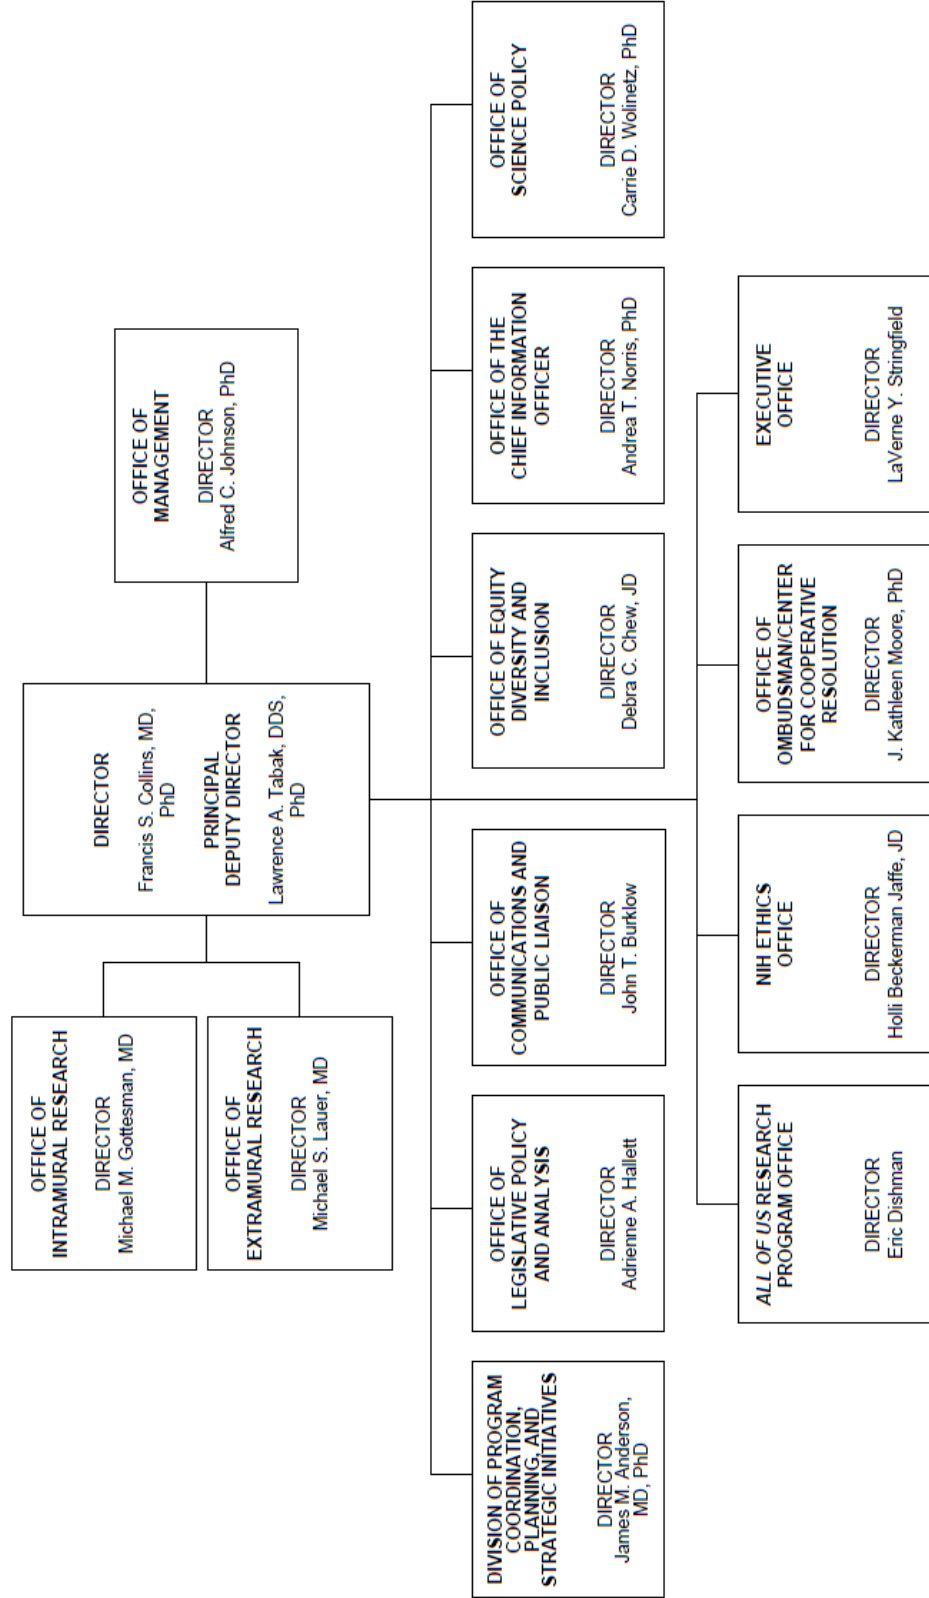 OFFICE OF
INTRAMURAL RESEARCH
DIRECTOR
Michael M. Gottesman, MD
OFFICE OF
EXTRAMURAL RESEARCH
DIRECTOR
Michael S. Lauer, MD
DIRECTOR
Francis S. Collins, MD,
PhD
PRINCIPAL
DEPUTY DIRECTOR
Lawrence A. Tabak, DDS,
PhD
OFFICE OF
MANAGEMENT
DIRECTOR
Alfred C. Johnson, PhD
DIVISION OF PROGRAM
COORDINATION,
PLANNING, AND
STRATEGIC INITIATIVES
DIRECTOR
James M. Anderson,
MD, PhD
OFFICE OF
LEGISLATIVE POLICY
AND ANALYSIS
DIRECTOR
Adrienne A. Hallett
OFFICE OF
COMMUNICATIONS AND
PUBLIC LIAISON
DIRECTOR
John T. Burklow
OFFICE OF EQUITY
DIVERSITY AND
INCLUSION
DIRECTOR
Debra C. Chew, JD
OFFICE OF THE
CHIEF INFORMATION
OFFICER
DIRECTOR
Andrea T. Norris, PhD
OFFICE OF
SCIENCE POLICY
DIRECTOR
Carrie D. Wolinetz, PhD
ALL OF US RESEARCH
PROGRAM OFFICE
DIRECTOR
Eric Dishman
NIH ETHICS
OFFICE
DIRECTOR
Holli Beckerman Jaffe, JD
OFFICE OF
OMBUDSMAN/CENTER
FOR COOPERATIVE
RESOLUTION
DIRECTOR
J. Kathleen Moore, PhD
EXECUTIVE
OFFICE
DIRECTOR
LaVerne Y. Stringfield